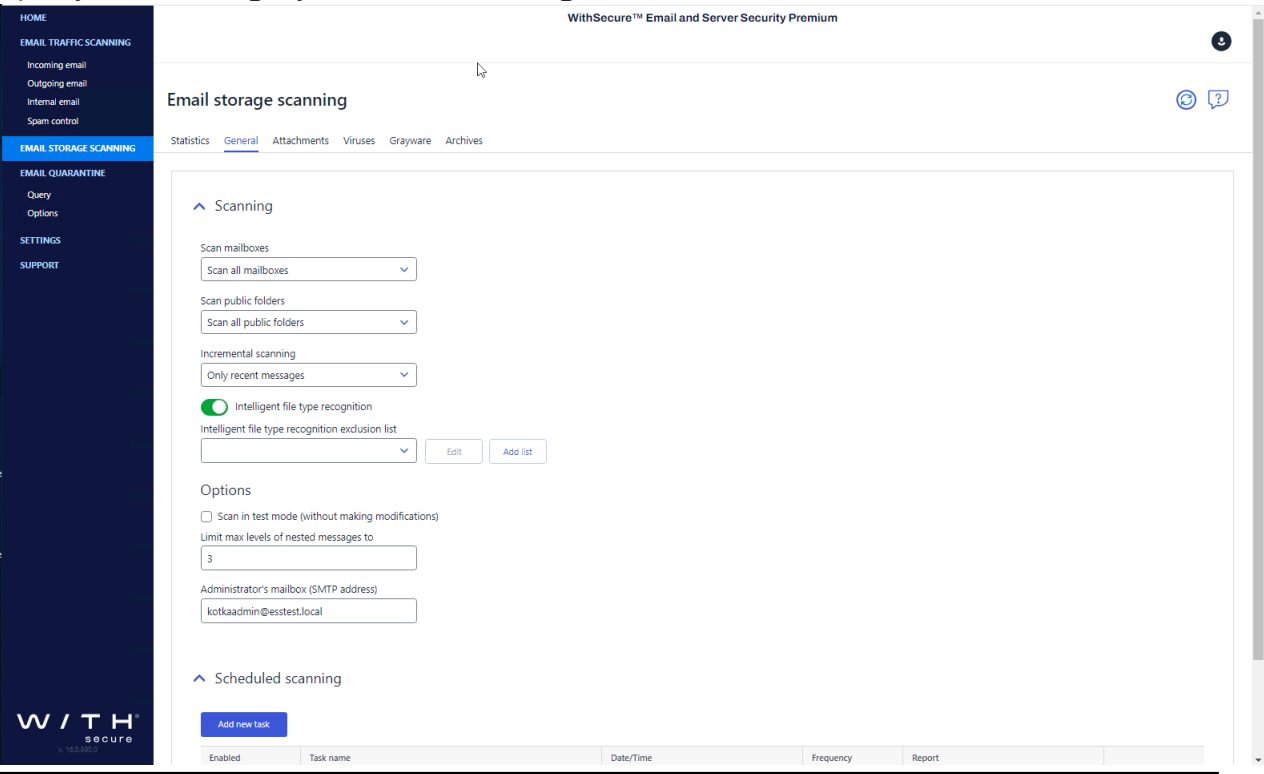 HOME
WithSecure™ Email and Server Security Premium
EMAIL TRAFFIC SCANNING
Incoming email
Outgoing email
Internal email
Spam control
EMAIL STORAGE SCANNING
EMAIL QUARANTINE
Query
Options
SETTINGS
SUPPORT
W / T H
secure
v. 16.0.890.0
Email storage scanning
?
Statistics General Attachments Viruses Grayware Archives
Scanning
Scan mailboxes
Scan all mailboxes
Scan public folders
Scan all public folders
Incremental scanning
Only recent messages
Intelligent file type recognition
Intelligent file type recognition exclusion list
Edit Add list
Options
Scan in test mode (without making modifications)
Limit max levels of nested messages to
3
Administrator's mailbox (SMTP address)
kotkaadmin@esstest.local
Scheduled scanning
Add new task
Enabled Task name Date/Time Frequency Report